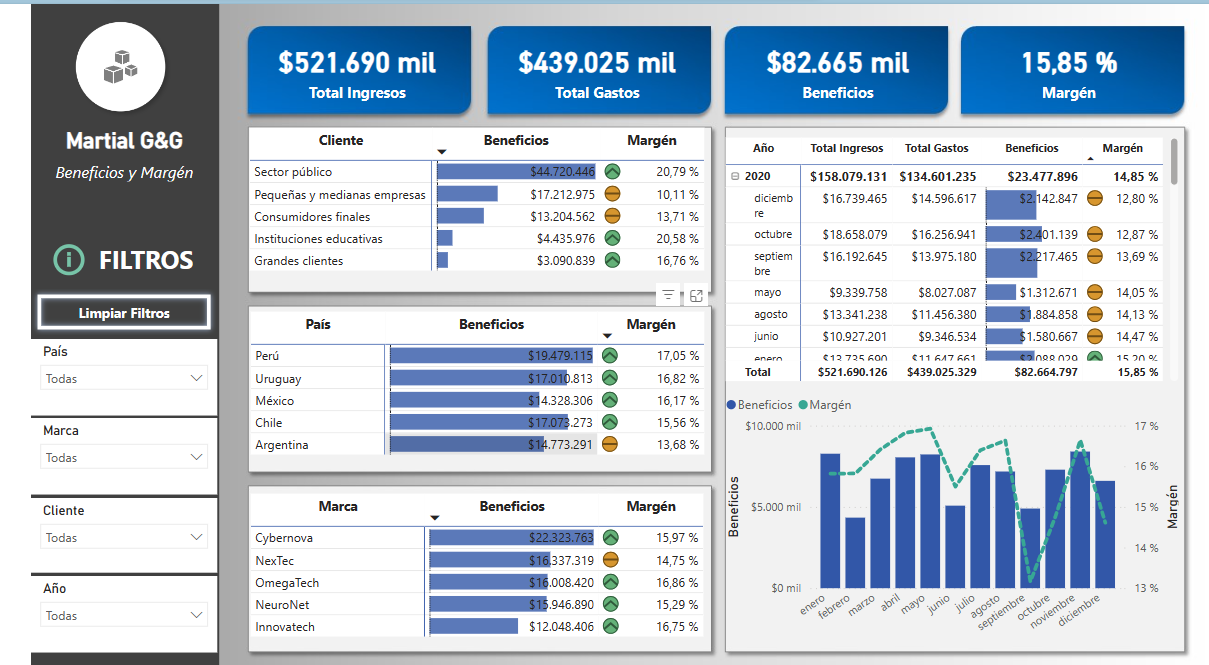 Martial G&G
Beneficios y Margén
FILTROS
Limpiar Filtros
País
Todas
Marca
Todas
Cliente
Todas
Año
Todas
$521.690 mil
Total Ingresos
$439.025 mil
Total Gastos
$82.665 mil
Beneficios
15,85 %
Margén
Cliente Beneficios Margén
Sector público $44.720.446 20,79 %
Pequeñas y medianas empresas $17.212.975 10,11 %
Consumidores finales $13.204.562 13,71 %
Instituciones educativas $4.435.976 20,58 %
Grandes clientes $3.090.839 16,76 %
País Beneficios Margén
Perú $19.479.115 17,05 %
Uruguay $17.010.813 16,82 %
México $14.328.306 16,17 %
Chile $17.073.273 15,56 %
Argentina $14.773.291 13,68 %
Marca Beneficios Margén
Cybernova $22.323.763 15,97 %
NexTec $16.337.319 14,75 %
OmegaTech $16.008.420 16,86 %
NeuroNet $15.946.890 15,29 %
Innovatech $12.048.406 16,75 %
Año Total Ingresos Total Gastos Beneficios Margén
2020 $158.079.131 $134.601.235 $23.477.896 14,85 %
diciemb $16.739.465 $14.596.617 $2.142.847 12,80 %
re
octubre $18.658.079 $16.256.941 $2.401.139 12,87 %
septiem $16.192.645 $13.975.180 $2.217.465 13,69 %
bre
mayo $9.339.758 $8.027.087 $1.312.671 14,05 %
agosto $13.341.238 $11.456.380 $1.884.858 14,13 %
junio $10.927.201 $9.346.534 $1.580.667 14,47 %
enero $13.735.690 $11.647.661 $2.088.029 15,20 %
Total $521.690.126 $439.025.329 $82.664.797 15,85 %
Beneficios Margén
$10.000 mil
$5.000 mil
$0 mil
Beneficios
17 %
16 %
15 %
14 %
13 %
Margén
enero
febrero
marzo
abril
mayo
junio
julio
agosto
septiembre
octubre
noviembre
diciembre